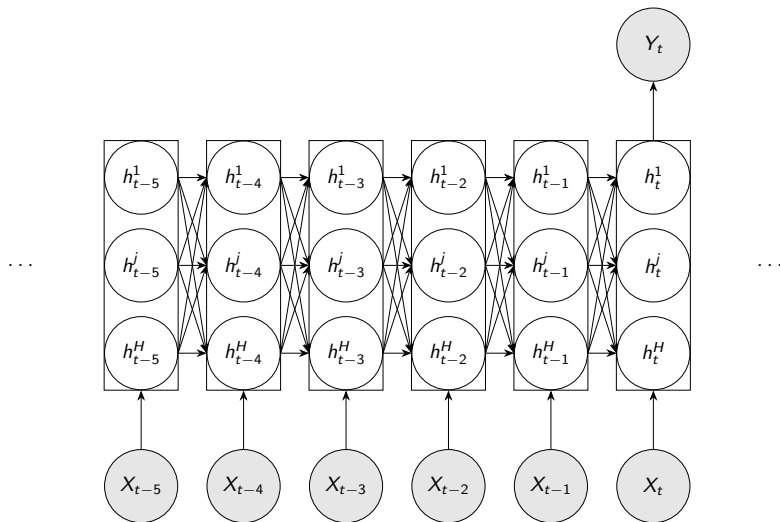 Y_t
h^1_{t−5} h^1_{t−4} h^1_{t−3} h^1_{t−2} h^1_{t−1} h^1_t
... h^j_{t−5} h^j_{t−4} h^j_{t−3} h^j_{t−2} h^j_{t−1} h^j_t ...
h^H_{t−5} h^H_{t−4} h^H_{t−3} h^H_{t−2} h^H_{t−1} h^H_t
X_{t−5} X_{t−4} X_{t−3} X_{t−2} X_{t−1} X_t